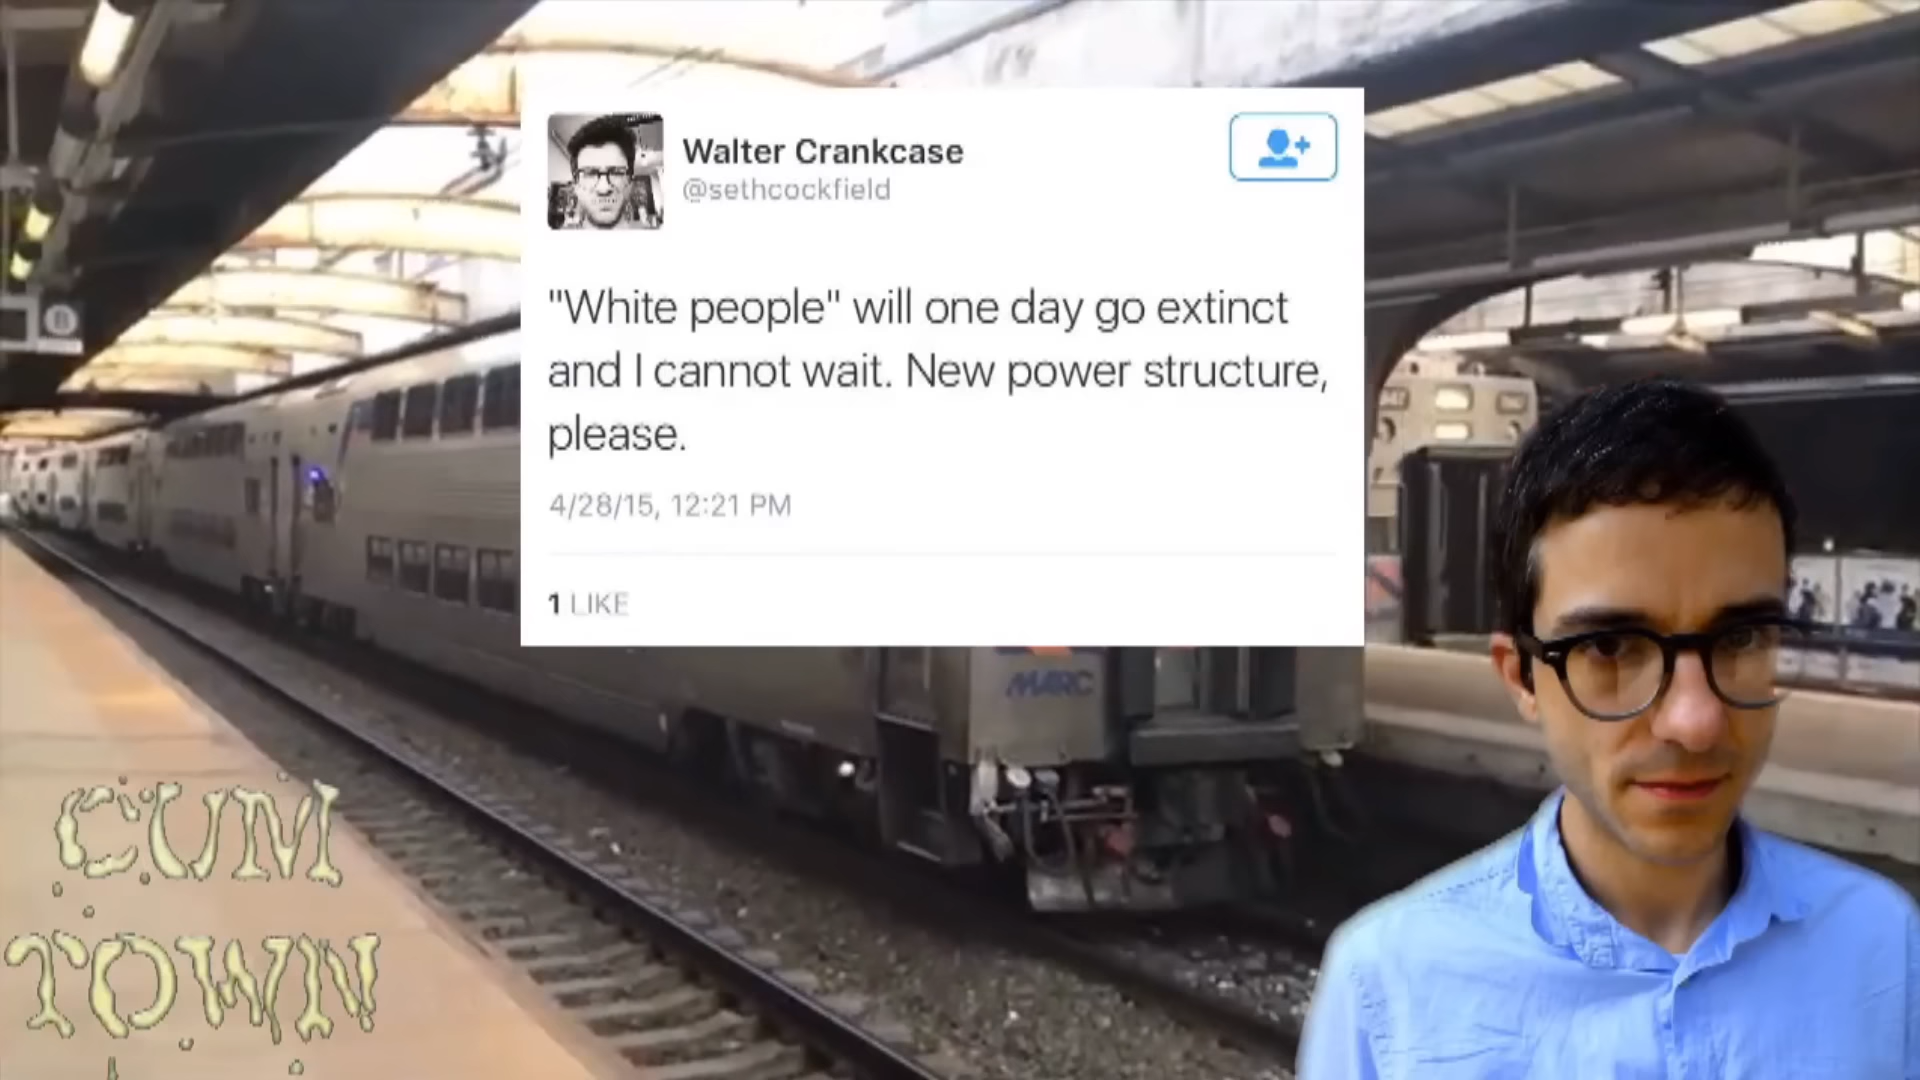 Walter Crankcase
@sethcockfield
"White people" will one day go extinct
and I cannot wait. New power structure,
please.
4/28/15, 12:21 PM
1 LIKE
MARC
CUM
TOWN